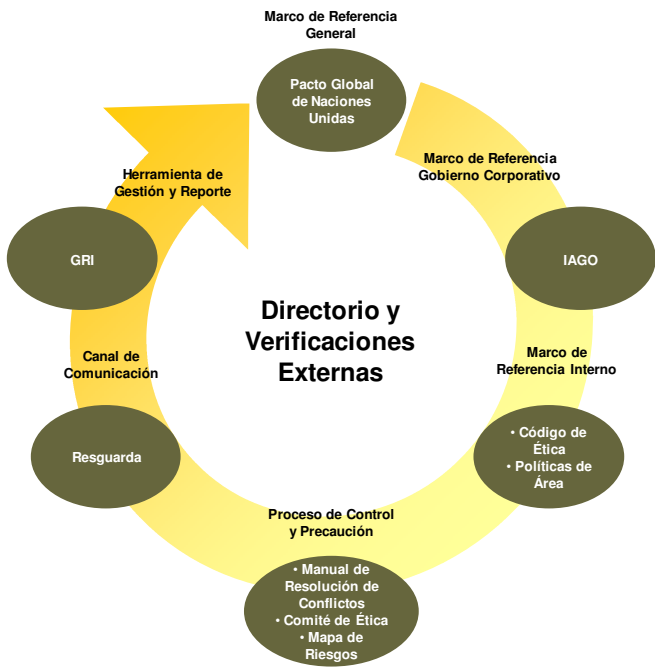 Marco de Referencia
General
Pacto Global
de Naciones
Unidas
Marco de Referencia
Gobierno Corporativo
IAGO
Marco de
Referencia Interno
• Código de
Ética
• Políticas de
Área
Proceso de Control
y Precaución
• Manual de
Resolución de
Conflictos
• Comité de Ética
• Mapa de
Riesgos
Resguarda
Canal de
Comunicación
GRI
Herramienta de
Gestión y Reporte
Directorio y
Verificaciones
Externas